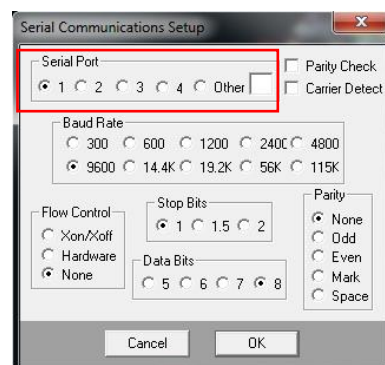 Serial Communications Setup
Serial Port
1 2 3 4 Other
Parity Check
Carrier Detect
Baud Rate
300 600 1200 240C 4800
9600 14.4K 19.2K 56K 115K
Flow Control
Xon/Xoff
Hardware
None
Stop Bits
1 1.5 2
Data Bits
5 6 7 8
Parity
None
Odd
Even
Mark
Space
Cancel OK